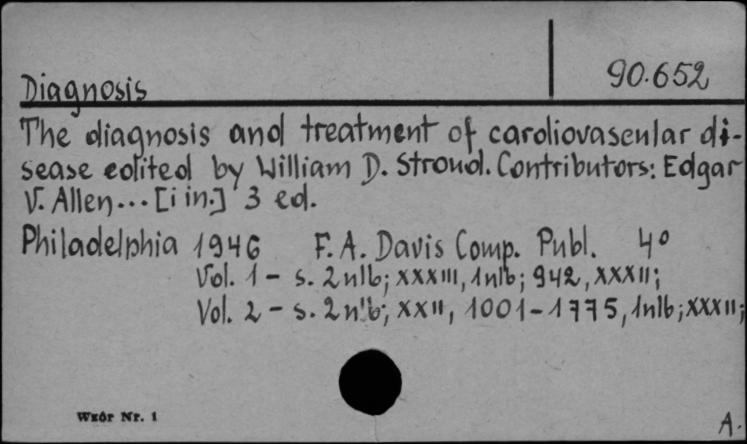 90.652
Diagnosis
The diagnosis and treatment of cardiovascular di-
sease edited by William D. Stroud. Contributors: Edgar
V. Allen... [i in.] 3 ed.
Philadelphia 1946 F. A. Davis Comp. Publ. 4°
Vol. 1 - s. 2nlb; XXXIII, 1nlb; 942, XXXII;
Vol. 2 - s. 2nlb; XXII, 1001-1775, 1nlb; XXXII;
Wzór Nr. 1
A.